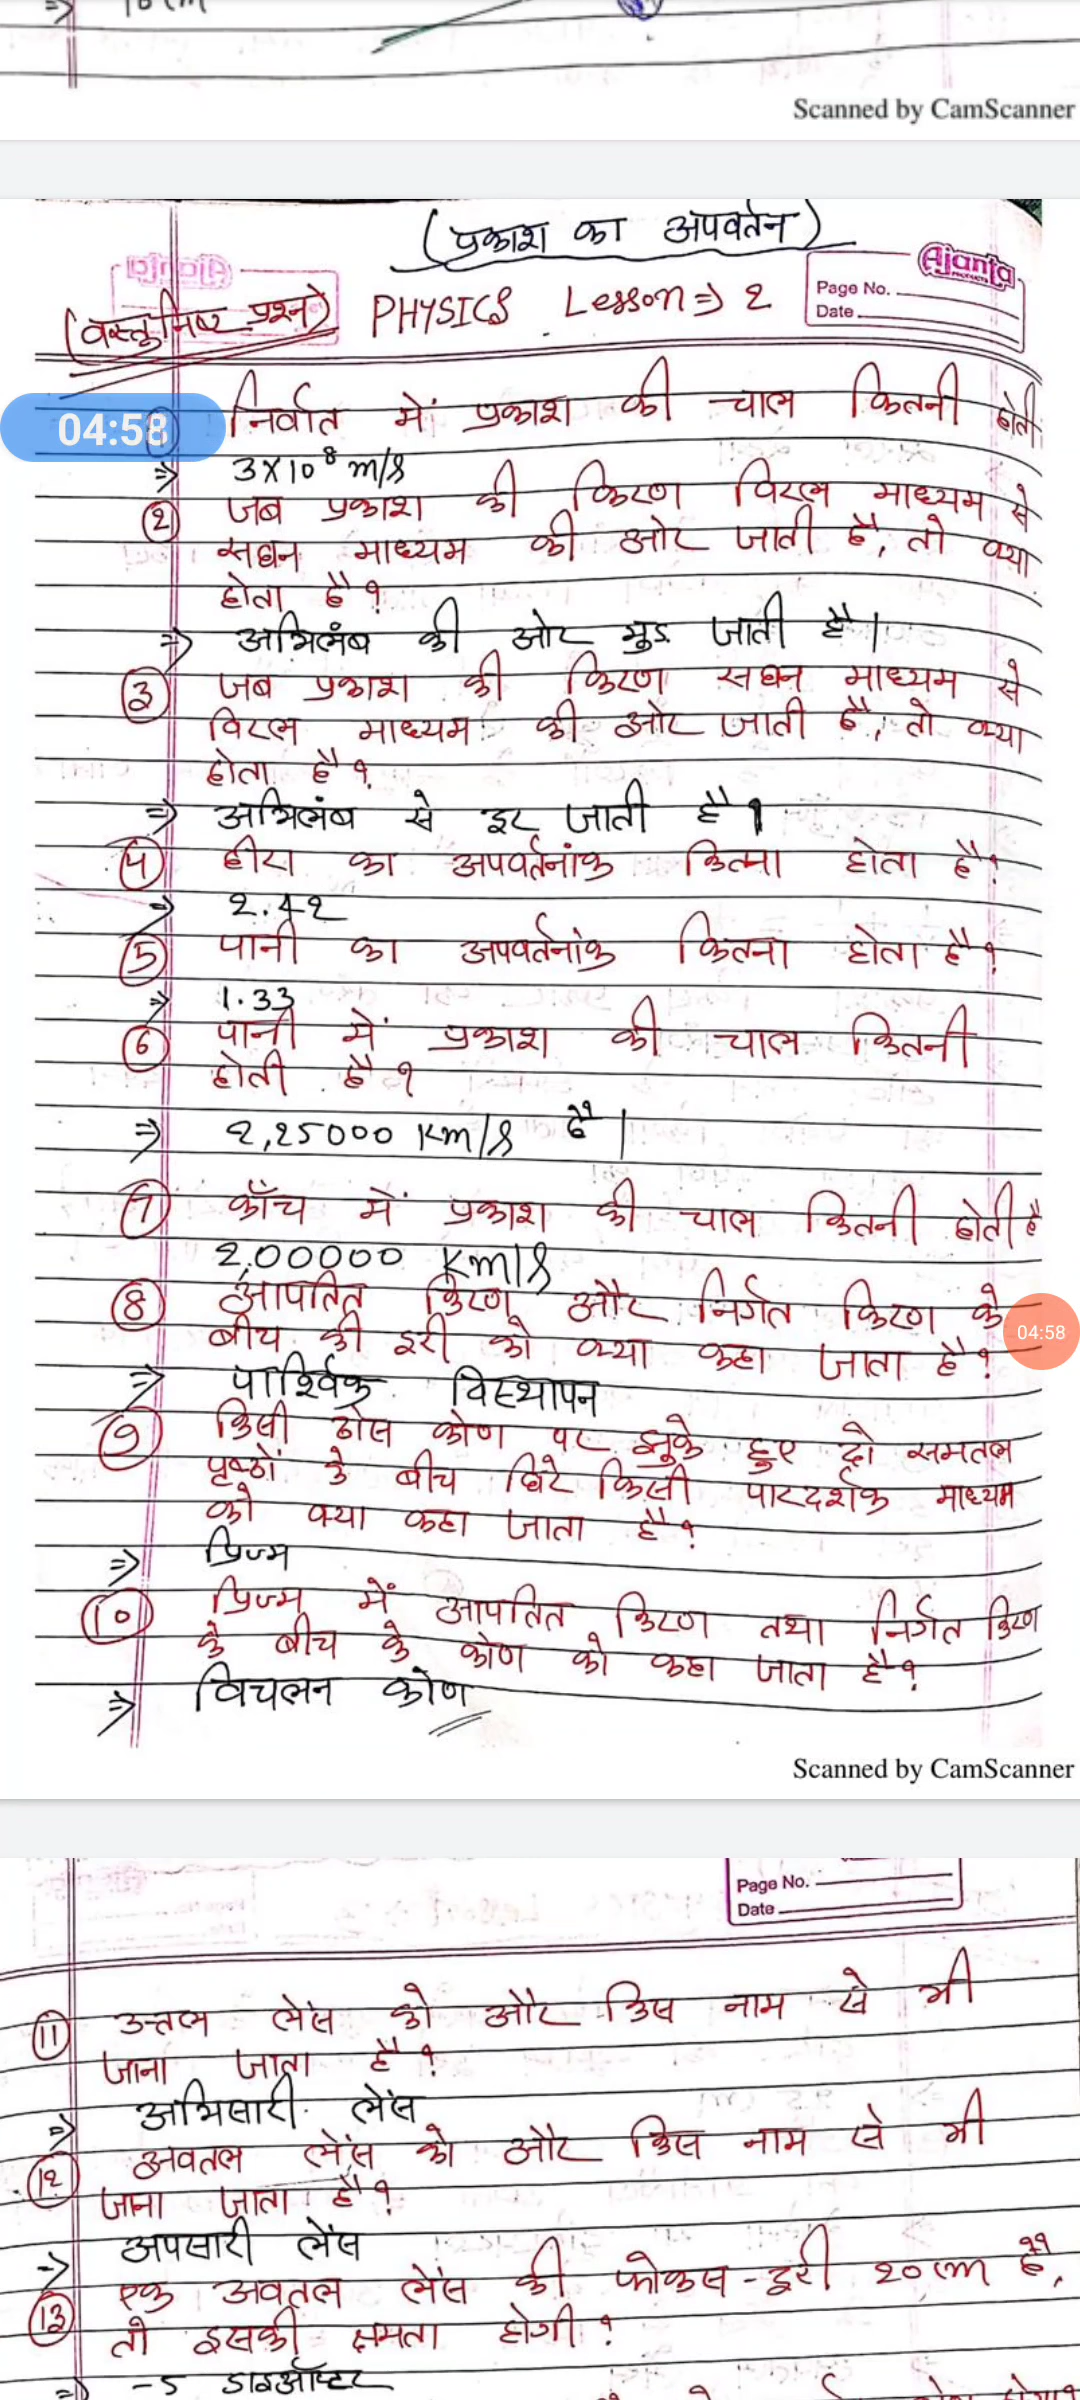 10 cm
Scanned by CamScanner
(प्रकाश का अपवर्तन)
Ajanta
(वस्तुनिष्ठ प्रश्न) PHYSICS Lesson ⇒ 2
Page No.
Date
04:58
निर्वात में प्रकाश की चाल कितनी होती
⇒ 3×10⁸ m/s
② जब प्रकाश की किरण विरल माध्यम से
सघन माध्यम की ओर जाती है, तो क्या
होता है?
⇒ अभिलंब की ओर मुड़ जाती है।
③ जब प्रकाश की किरण सघन माध्यम से
विरल माध्यम की ओर जाती है, तो क्या
होता है?
⇒ अभिलंब से दूर जाती है।
④ हीरा का अपवर्तनांक कितना होता है?
⇒ 2.42
⑤ पानी का अपवर्तनांक कितना होता है?
⇒ 1.33
⑥ पानी में प्रकाश की चाल कितनी
होती है?
⇒ 2,25000 Km/s है।
⑦ काँच में प्रकाश की चाल कितनी होती है
2,00000 Km/s
⑧ आपतित किरण और निर्गत किरण के
04:58
बीच की दूरी को क्या कहा जाता है?
⇒ पार्श्विक विस्थापन
⑨ किसी ठोस कोण पर झुके हुए दो समतल
पृष्ठों के बीच घिरे किसी पारदर्शक माध्यम
को क्या कहा जाता है?
⇒ प्रिज्म
⑩ प्रिज्म में आपतित किरण तथा निर्गत किरण
के बीच के कोण को कहा जाता है?
⇒ विचलन कोण
Scanned by CamScanner
Page No.
Date
⑪ उत्तल लेंस को और किस नाम से भी
जाना जाता है?
⇒ अभिसारी लेंस
⑫ अवतल लेंस को और किस नाम से भी
जाना जाता है?
⇒ अपसारी लेंस
⑬ एक अवतल लेंस की फोकस-दूरी 20 cm है,
तो इसकी क्षमता होगी?
⇒ -5 डाइऑप्टर